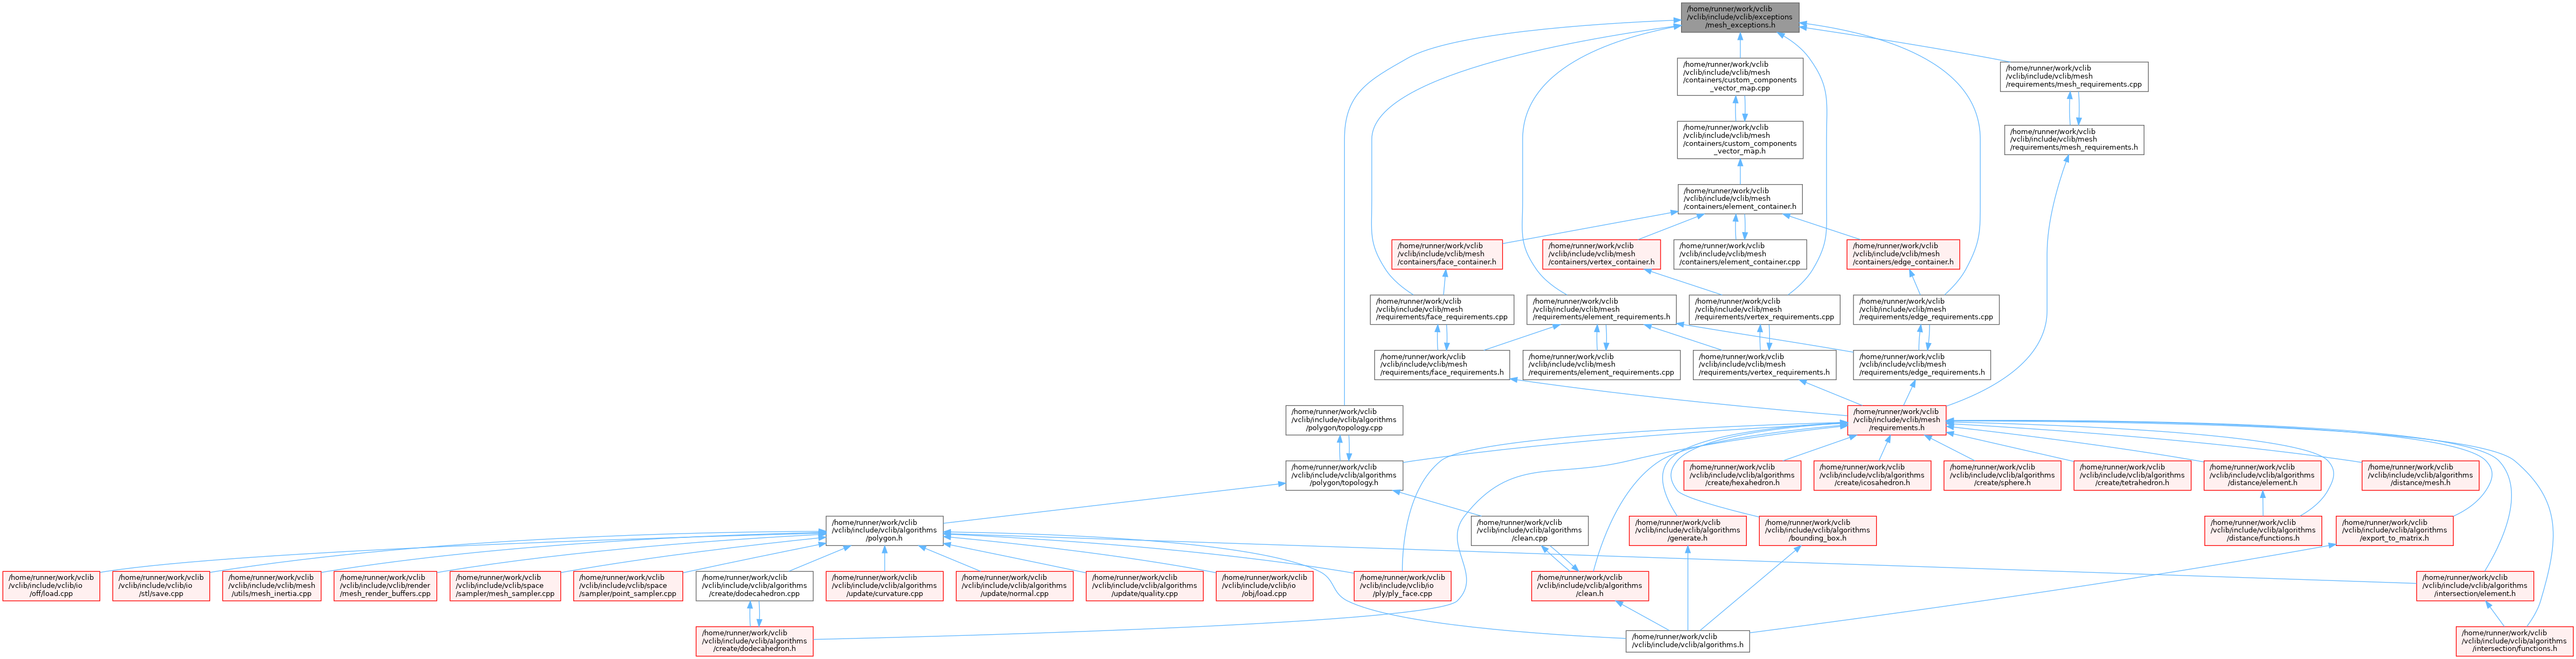 /home/runner/work/vclib
/vclib/include/vclib/exceptions
/mesh_exceptions.h
/home/runner/work/vclib
/vclib/include/vclib/mesh
/containers/custom_components
_vector_map.cpp
/home/runner/work/vclib
/vclib/include/vclib/mesh
/requirements/mesh_requirements.cpp
/home/runner/work/vclib
/vclib/include/vclib/mesh
/containers/custom_components
_vector_map.h
/home/runner/work/vclib
/vclib/include/vclib/mesh
/requirements/mesh_requirements.h
/home/runner/work/vclib
/vclib/include/vclib/mesh
/containers/element_container.h
/home/runner/work/vclib
/vclib/include/vclib/mesh
/containers/face_container.h
/home/runner/work/vclib
/vclib/include/vclib/mesh
/containers/vertex_container.h
/home/runner/work/vclib
/vclib/include/vclib/mesh
/containers/element_container.cpp
/home/runner/work/vclib
/vclib/include/vclib/mesh
/containers/edge_container.h
/home/runner/work/vclib
/vclib/include/vclib/mesh
/requirements/face_requirements.cpp
/home/runner/work/vclib
/vclib/include/vclib/mesh
/requirements/element_requirements.h
/home/runner/work/vclib
/vclib/include/vclib/mesh
/requirements/vertex_requirements.cpp
/home/runner/work/vclib
/vclib/include/vclib/mesh
/requirements/edge_requirements.cpp
/home/runner/work/vclib
/vclib/include/vclib/mesh
/requirements/face_requirements.h
/home/runner/work/vclib
/vclib/include/vclib/mesh
/requirements/element_requirements.cpp
/home/runner/work/vclib
/vclib/include/vclib/mesh
/requirements/vertex_requirements.h
/home/runner/work/vclib
/vclib/include/vclib/mesh
/requirements/edge_requirements.h
/home/runner/work/vclib
/vclib/include/vclib/algorithms
/polygon/topology.cpp
/home/runner/work/vclib
/vclib/include/vclib/mesh
/requirements.h
/home/runner/work/vclib
/vclib/include/vclib/algorithms
/polygon/topology.h
/home/runner/work/vclib
/vclib/include/vclib/algorithms
/create/hexahedron.h
/home/runner/work/vclib
/vclib/include/vclib/algorithms
/create/icosahedron.h
/home/runner/work/vclib
/vclib/include/vclib/algorithms
/create/sphere.h
/home/runner/work/vclib
/vclib/include/vclib/algorithms
/create/tetrahedron.h
/home/runner/work/vclib
/vclib/include/vclib/algorithms
/distance/element.h
/home/runner/work/vclib
/vclib/include/vclib/algorithms
/distance/mesh.h
/home/runner/work/vclib
/vclib/include/vclib/algorithms
/polygon.h
/home/runner/work/vclib
/vclib/include/vclib/algorithms
/clean.cpp
/home/runner/work/vclib
/vclib/include/vclib/algorithms
/generate.h
/home/runner/work/vclib
/vclib/include/vclib/algorithms
/bounding_box.h
/home/runner/work/vclib
/vclib/include/vclib/algorithms
/distance/functions.h
/home/runner/work/vclib
/vclib/include/vclib/algorithms
/export_to_matrix.h
/home/runner/work/vclib
/vclib/include/vclib/io
/off/load.cpp
/home/runner/work/vclib
/vclib/include/vclib/io
/stl/save.cpp
/home/runner/work/vclib
/vclib/include/vclib/mesh
/utils/mesh_inertia.cpp
/home/runner/work/vclib
/vclib/include/vclib/render
/mesh_render_buffers.cpp
/home/runner/work/vclib
/vclib/include/vclib/space
/sampler/mesh_sampler.cpp
/home/runner/work/vclib
/vclib/include/vclib/space
/sampler/point_sampler.cpp
/home/runner/work/vclib
/vclib/include/vclib/algorithms
/create/dodecahedron.cpp
/home/runner/work/vclib
/vclib/include/vclib/algorithms
/update/curvature.cpp
/home/runner/work/vclib
/vclib/include/vclib/algorithms
/update/normal.cpp
/home/runner/work/vclib
/vclib/include/vclib/algorithms
/update/quality.cpp
/home/runner/work/vclib
/vclib/include/vclib/io
/obj/load.cpp
/home/runner/work/vclib
/vclib/include/vclib/io
/ply/ply_face.cpp
/home/runner/work/vclib
/vclib/include/vclib/algorithms
/clean.h
/home/runner/work/vclib
/vclib/include/vclib/algorithms
/intersection/element.h
/home/runner/work/vclib
/vclib/include/vclib/algorithms
/create/dodecahedron.h
/home/runner/work/vclib
/vclib/include/vclib/algorithms.h
/home/runner/work/vclib
/vclib/include/vclib/algorithms
/intersection/functions.h